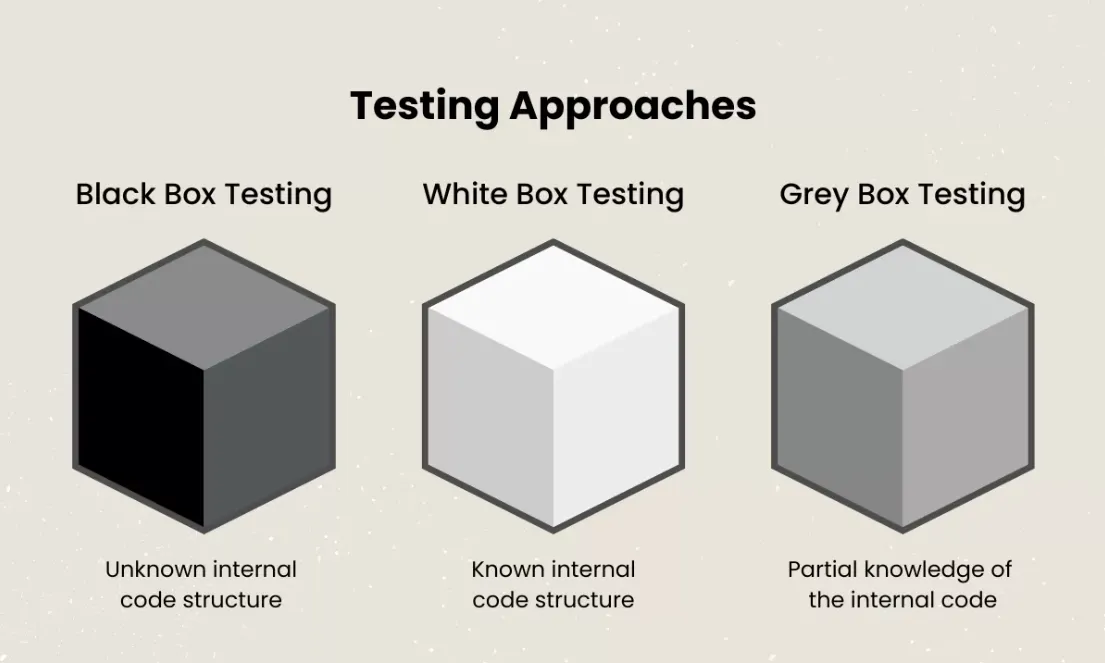 Testing Approaches
Black Box Testing
White Box Testing
Grey Box Testing
Unknown internal
code structure
Known internal
code structure
Partial knowledge of
the internal code